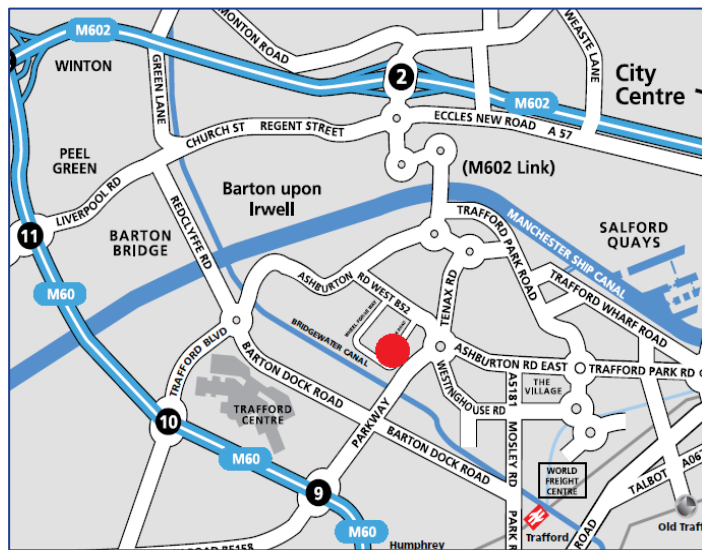 M602
MONTON ROAD
WEASTE LANE
WINTON
GREEN LANE
2
City
Centre
M602
ECCLES NEW ROAD A 57
CHURCH ST REGENT STREET
PEEL
GREEN
(M602 Link)
LIVERPOOL RD
Barton upon
Irwell
11
BARTON
BRIDGE
REDCLYFFE RD
TRAFFORD PARK ROAD
MANCHESTER SHIP CANAL
SALFORD
QUAYS
M60
ASHBURTON
RD WEST B52
TENAX RD
TRAFFORD WHARF ROAD
BRIDGEWATER CANAL
TRAFFORD BLVD
BARTON DOCK ROAD
ASHBURTON RD EAST
TRAFFORD PARK RD
WESTINGHOUSE RD
A5181
THE
VILLAGE
TRAFFORD
CENTRE
10
PARKWAY
BARTON DOCK ROAD
MOSLEY RD
M60
9
WORLD
FREIGHT
CENTRE
TALBOT
Trafford
PARK R
ROAD
Old Traff
M60
ROAD B5158
Humphrey